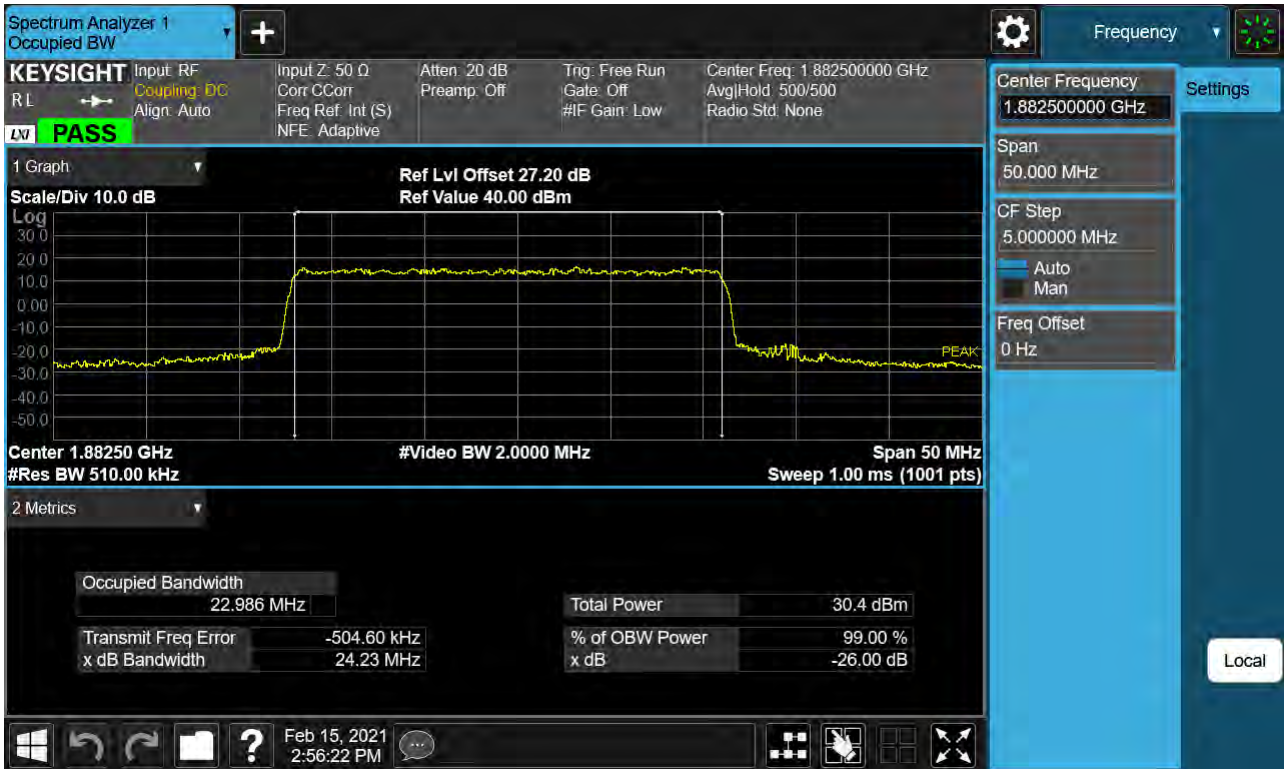 Spectrum Analyzer 1
Occupied BW
Frequency
KEYSIGHT
R L
LXI
PASS
Input: RF
Coupling: DC
Align: Auto
Input Z: 50 Ω
Corr CCorr
Freq Ref: Int (S)
NFE: Adaptive
Atten: 20 dB
Preamp: Off
Trig: Free Run
Gate: Off
#IF Gain: Low
Center Freq: 1.882500000 GHz
Avg|Hold: 500/500
Radio Std: None
Center Frequency
1.882500000 GHz
Settings
Span
50.000 MHz
CF Step
5.000000 MHz
Auto
Man
Freq Offset
0 Hz
1 Graph
Scale/Div 10.0 dB
Ref Lvl Offset 27.20 dB
Ref Value 40.00 dBm
Log
30.0
20.0
10.0
0.00
-10.0
-20.0
-30.0
-40.0
-50.0
PEAK
Center 1.88250 GHz
#Video BW 2.0000 MHz
Span 50 MHz
#Res BW 510.00 kHz
Sweep 1.00 ms (1001 pts)
2 Metrics
Occupied Bandwidth
22.986 MHz
Total Power 30.4 dBm
Transmit Freq Error -504.60 kHz
% of OBW Power 99.00 %
x dB Bandwidth 24.23 MHz
x dB -26.00 dB
Local
?
Feb 15, 2021
2:56:22 PM